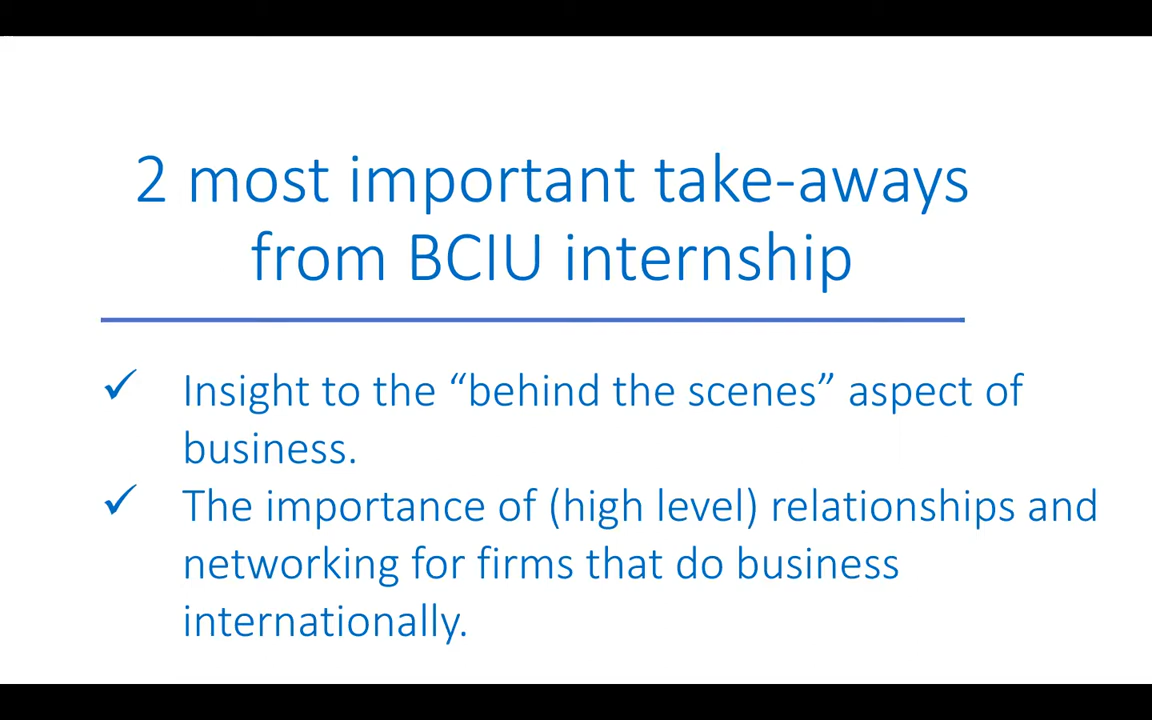 2 most important take-aways
from BCIU internship
✓ Insight to the “behind the scenes” aspect of
business.
✓ The importance of (high level) relationships and
networking for firms that do business
internationally.